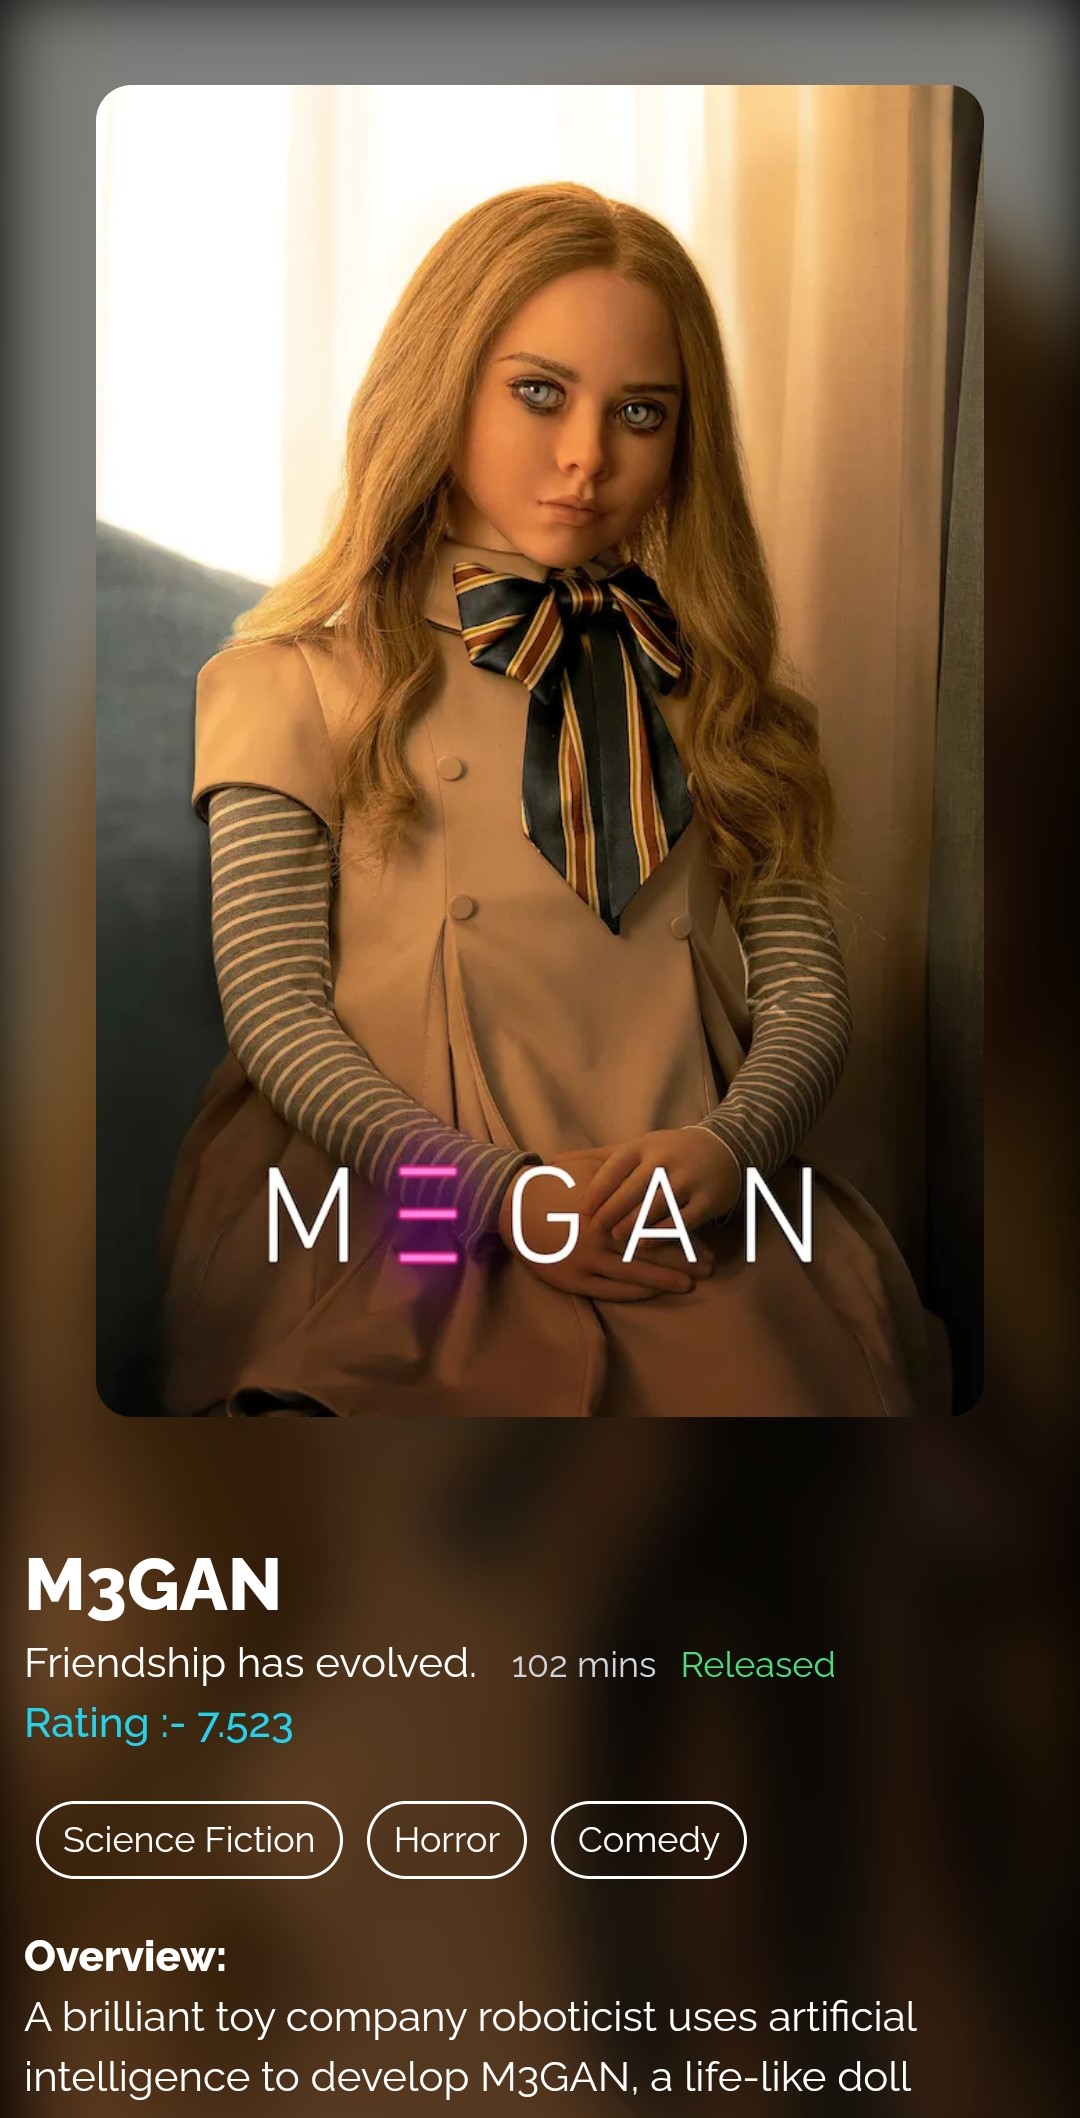 MEGAN
M3GAN
Friendship has evolved. 102 mins Released
Rating :- 7.523
Science Fiction Horror Comedy
Overview:
A brilliant toy company roboticist uses artificial
intelligence to develop M3GAN, a life-like doll